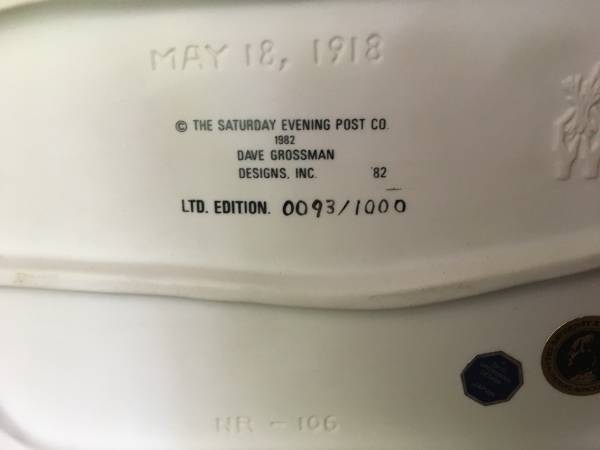 MAY 18, 1918
© THE SATURDAY EVENING POST CO.
1982
DAVE GROSSMAN
DESIGNS, INC. '82
LTD. EDITION. 0093/1000
NR - 106